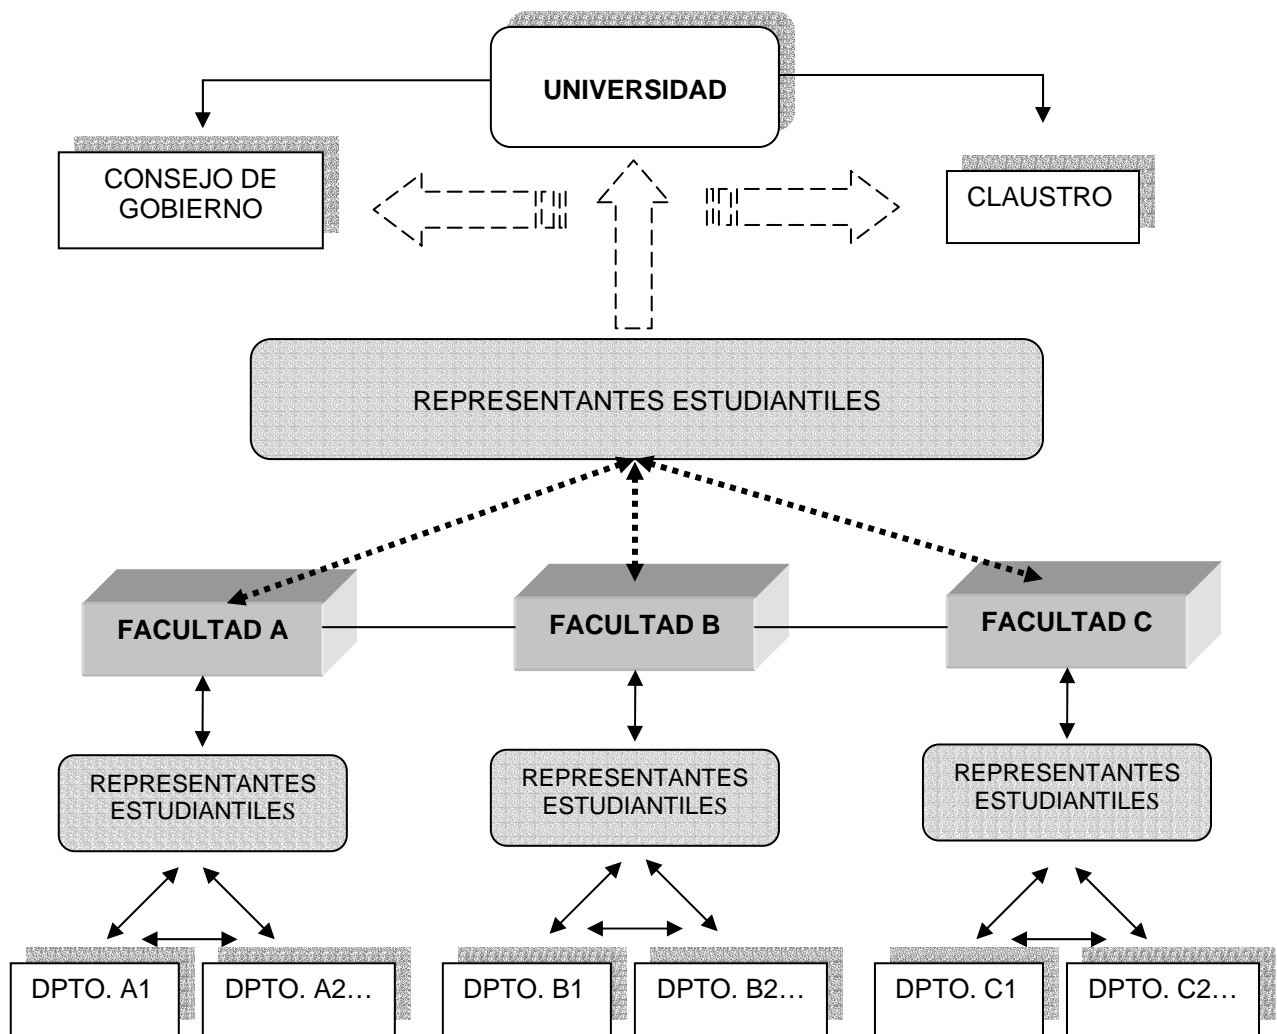 UNIVERSIDAD
CONSEJO DE
GOBIERNO
CLAUSTRO
REPRESENTANTES ESTUDIANTILES
FACULTAD A
FACULTAD B
FACULTAD C
REPRESENTANTES
ESTUDIANTILES
REPRESENTANTES
ESTUDIANTILES
REPRESENTANTES
ESTUDIANTILES
DPTO. A1
DPTO. A2…
DPTO. B1
DPTO. B2…
DPTO. C1
DPTO. C2…